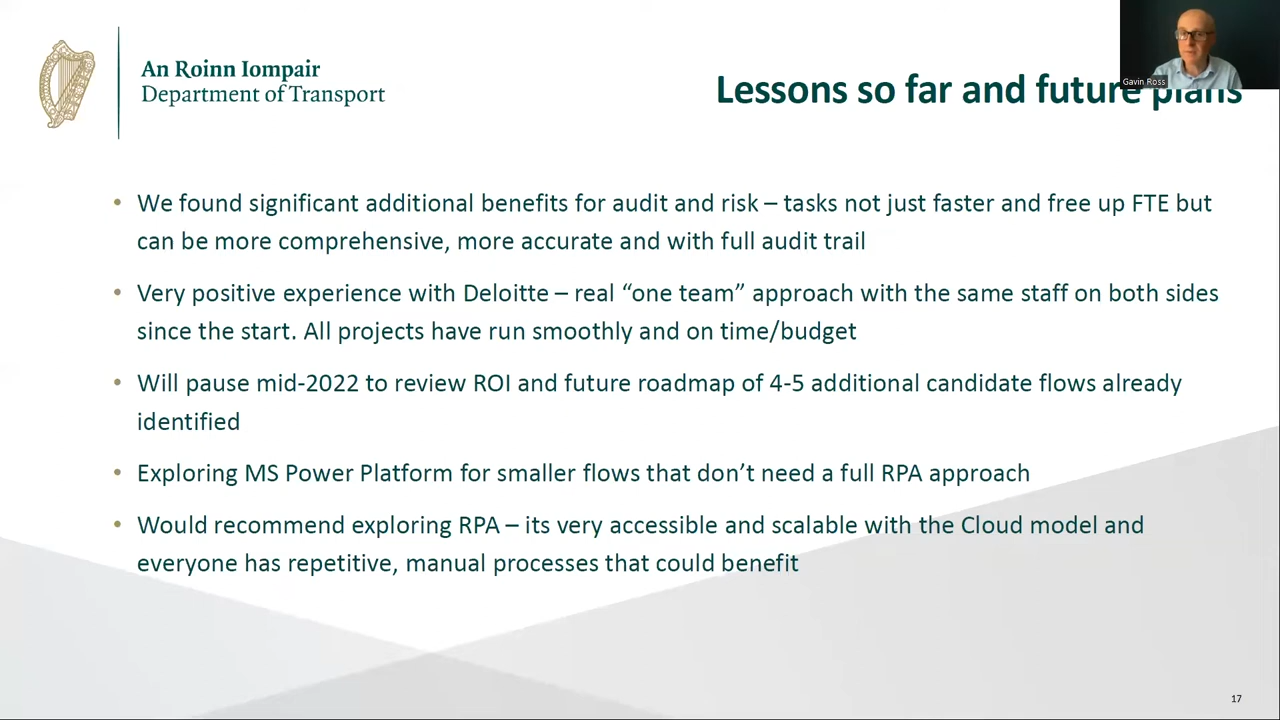 An Roinn Iompair
Department of Transport
Lessons so far and future plans
Gavin Ross
• We found significant additional benefits for audit and risk – tasks not just faster and free up FTE but
can be more comprehensive, more accurate and with full audit trail
• Very positive experience with Deloitte – real “one team” approach with the same staff on both sides
since the start. All projects have run smoothly and on time/budget
• Will pause mid-2022 to review ROI and future roadmap of 4-5 additional candidate flows already
identified
• Exploring MS Power Platform for smaller flows that don’t need a full RPA approach
• Would recommend exploring RPA – its very accessible and scalable with the Cloud model and
everyone has repetitive, manual processes that could benefit
17